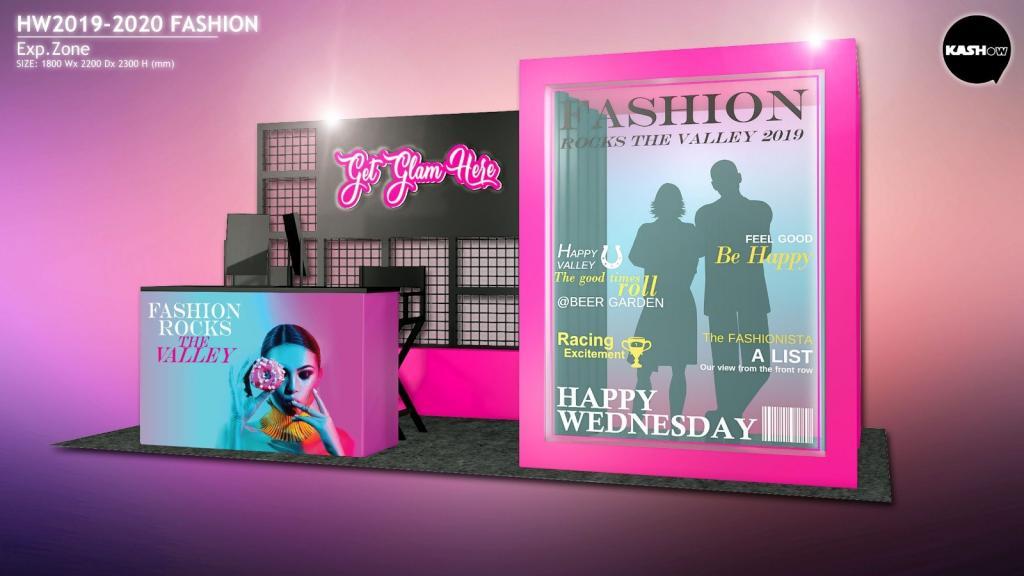 HW2019-2020 FASHION
Exp.Zone
SIZE: 1800 Wx 2200 Dx 2300 H (mm)
KASHOW
Get Glam Here
FASHION
ROCKS
THE
VALLEY
FASHION
ROCKS THE VALLEY 2019
HAPPY
VALLEY
The good times
roll
@BEER GARDEN
FEEL GOOD
Be Happy
Racing
Excitement
The FASHIONISTA
A LIST
Our view from the front row
HAPPY
WEDNESDAY